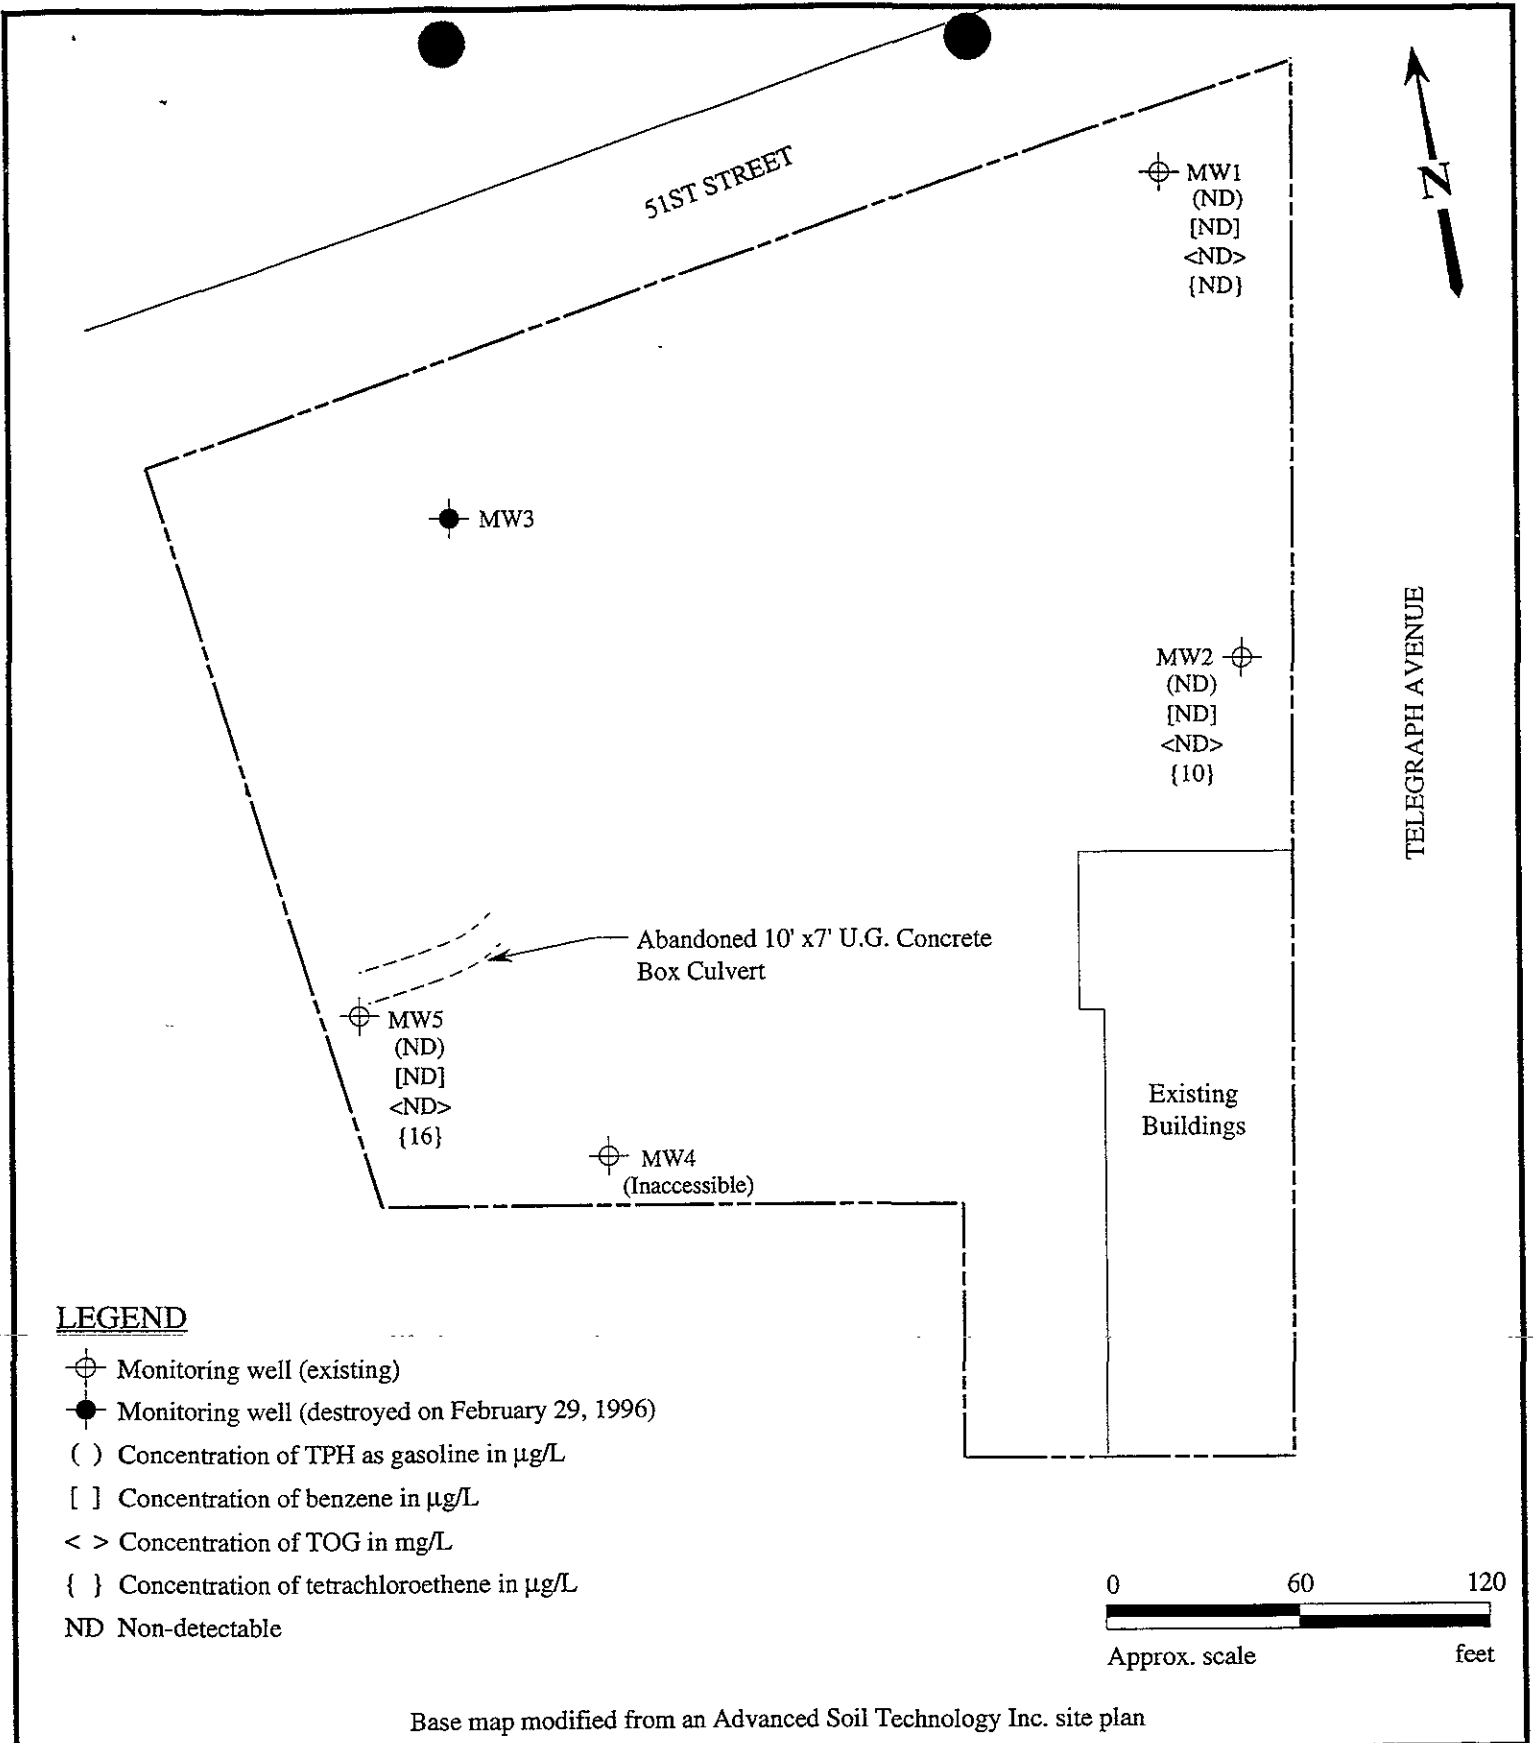 51ST STREET
N
MW1
(ND)
[ND]
<ND>
{ND}
MW3
MW2
(ND)
[ND]
<ND>
{10}
TELEGRAPH AVENUE
Abandoned 10' x7' U.G. Concrete
Box Culvert
MW5
(ND)
[ND]
<ND>
{16}
MW4
(Inaccessible)
Existing
Buildings
LEGEND
Monitoring well (existing)
Monitoring well (destroyed on February 29, 1996)
( ) Concentration of TPH as gasoline in µg/L
[ ] Concentration of benzene in µg/L
< > Concentration of TOG in mg/L
{ } Concentration of tetrachloroethene in µg/L
ND Non-detectable
0 60 120
Approx. scale feet
Base map modified from an Advanced Soil Technology Inc. site plan